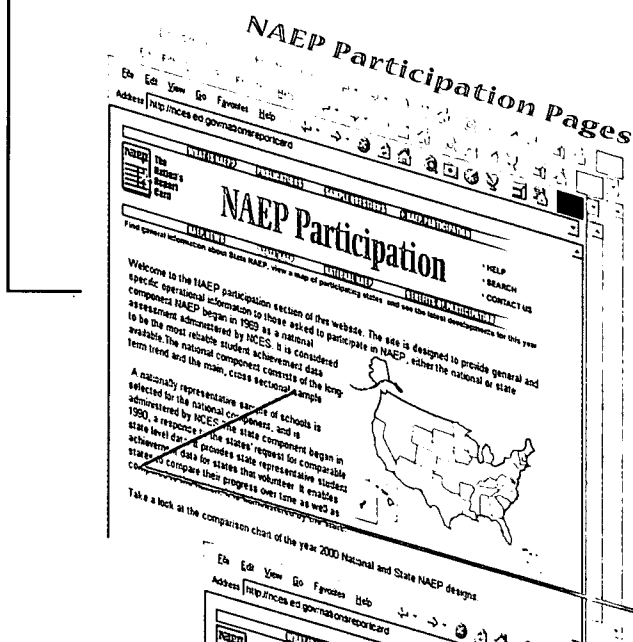 NAEP Participation Pages
File Edit View Go Favorites Help
Address http://nces.ed.gov/nationsreportcard
naep The Nation's Report Card
WHAT IS NAEP? PUBLICATIONS NAEP PARTICIPATION
NAEP Participation
• HELP
• SEARCH
• CONTACT US
Find general information about State NAEP, view a map of participating states, and see the latest developments for this year
Welcome to the NAEP participation section of this website. The site is designed to provide general and
specific operational information to those asked to participate in NAEP, either the national or state
component NAEP began in 1969 as a national
assessment administered by NCES. It is considered
to be the most reliable student achievement data
available. The national component consists of the long-
term trend and the main, cross sectional sample
A nationally representative sample of schools is
selected for the national component, and is
administered by NCES. The state component began in
1990, a response to the states' request for comparable
state level data. It provides state representative student
achievement data for states that volunteer It enables
states to compare their progress over time as well as
Take a look at the comparison chart of the year 2000 National and State NAEP designs.
File Edit View Go Favorites Help
Address http://nces.ed.gov/nationsreportcard
naep